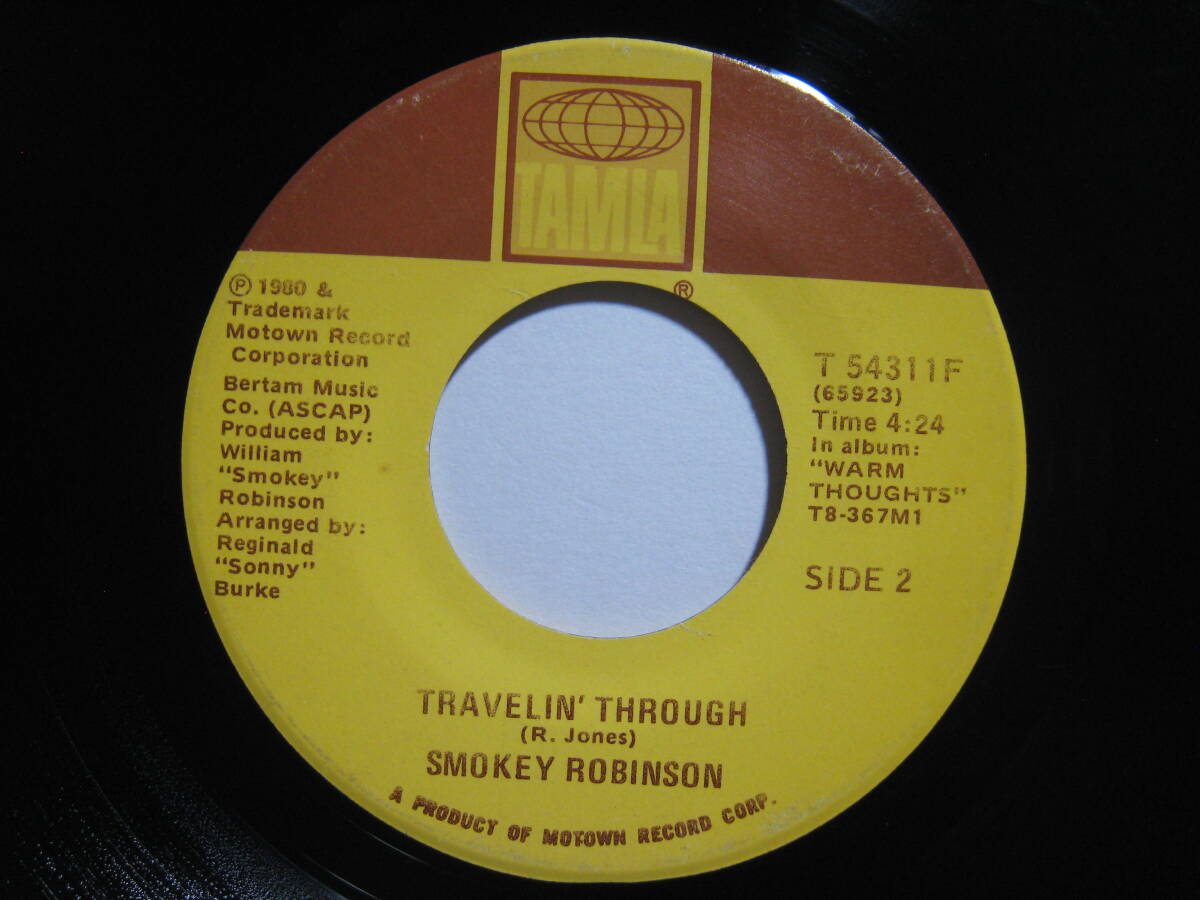 TAMLA
®
℗ 1980 &
Trademark
Motown Record
Corporation
Bertam Music
Co. (ASCAP)
Produced by:
William
"Smokey"
Robinson
Arranged by:
Reginald
"Sonny"
Burke
T 54311F
(65923)
Time 4:24
In album:
"WARM
THOUGHTS"
T8-367M1
SIDE 2
TRAVELIN' THROUGH
(R. Jones)
SMOKEY ROBINSON
A PRODUCT OF MOTOWN RECORD CORP.